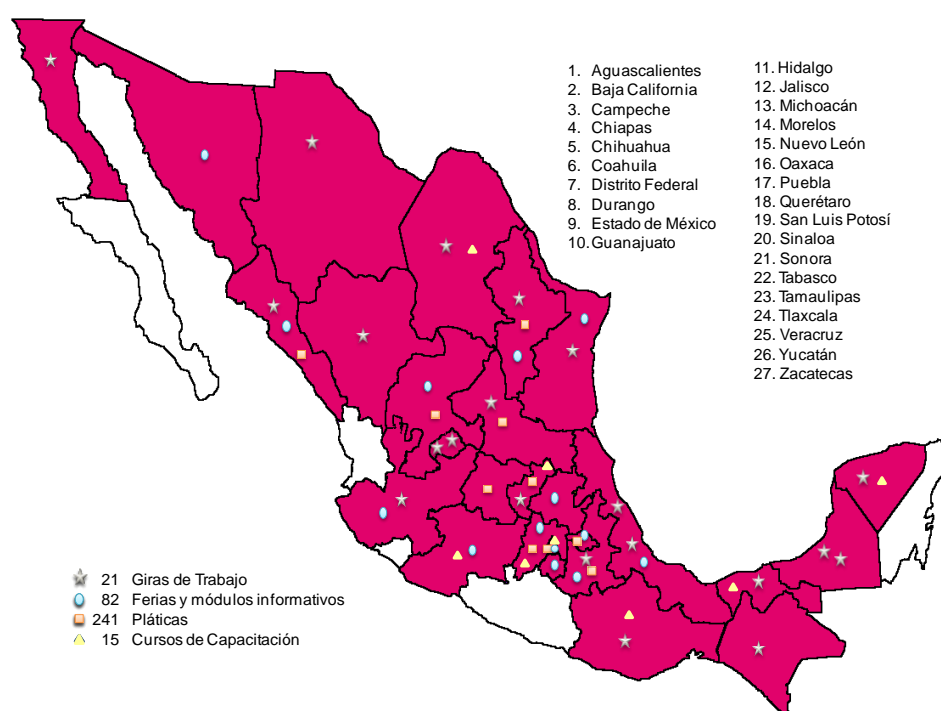 1. Aguascalientes
2. Baja California
3. Campeche
4. Chiapas
5. Chihuahua
6. Coahuila
7. Distrito Federal
8. Durango
9. Estado de México
10. Guanajuato
11. Hidalgo
12. Jalisco
13. Michoacán
14. Morelos
15. Nuevo León
16. Oaxaca
17. Puebla
18. Querétaro
19. San Luis Potosí
20. Sinaloa
21. Sonora
22. Tabasco
23. Tamaulipas
24. Tlaxcala
25. Veracruz
26. Yucatán
27. Zacatecas
21 Giras de Trabajo
82 Ferias y módulos informativos
241 Pláticas
15 Cursos de Capacitación